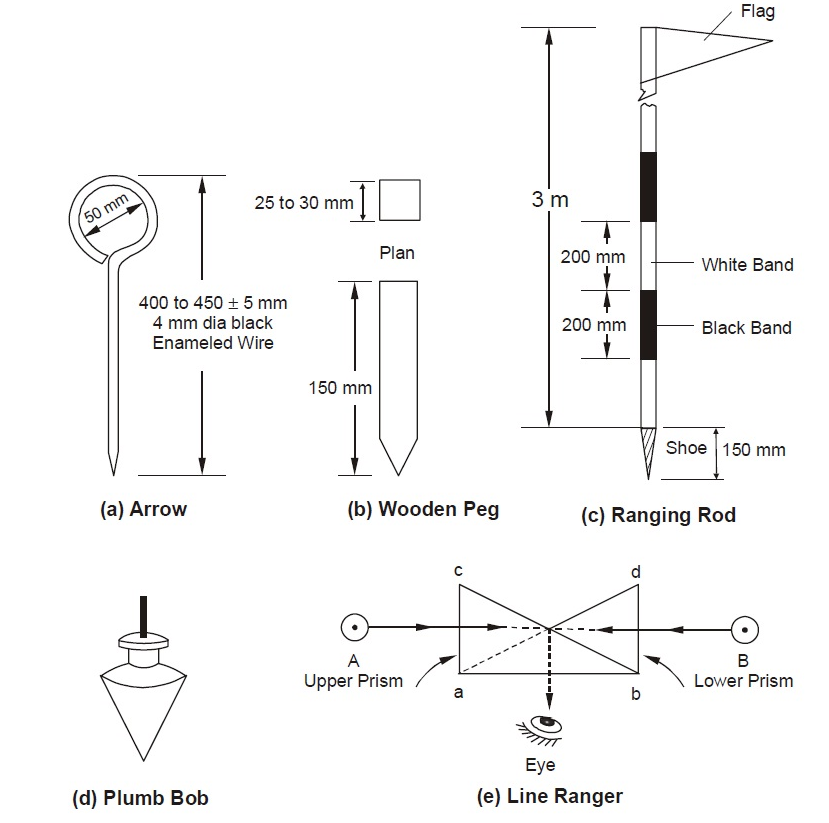 Flag
50 mm
400 to 450 ± 5 mm
4 mm dia black
Enameled Wire
(a) Arrow
25 to 30 mm
Plan
150 mm
(b) Wooden Peg
3 m
200 mm
White Band
200 mm
Black Band
Shoe
150 mm
(c) Ranging Rod
(d) Plumb Bob
c
d
A
Upper Prism
B
Lower Prism
a
b
Eye
(e) Line Ranger